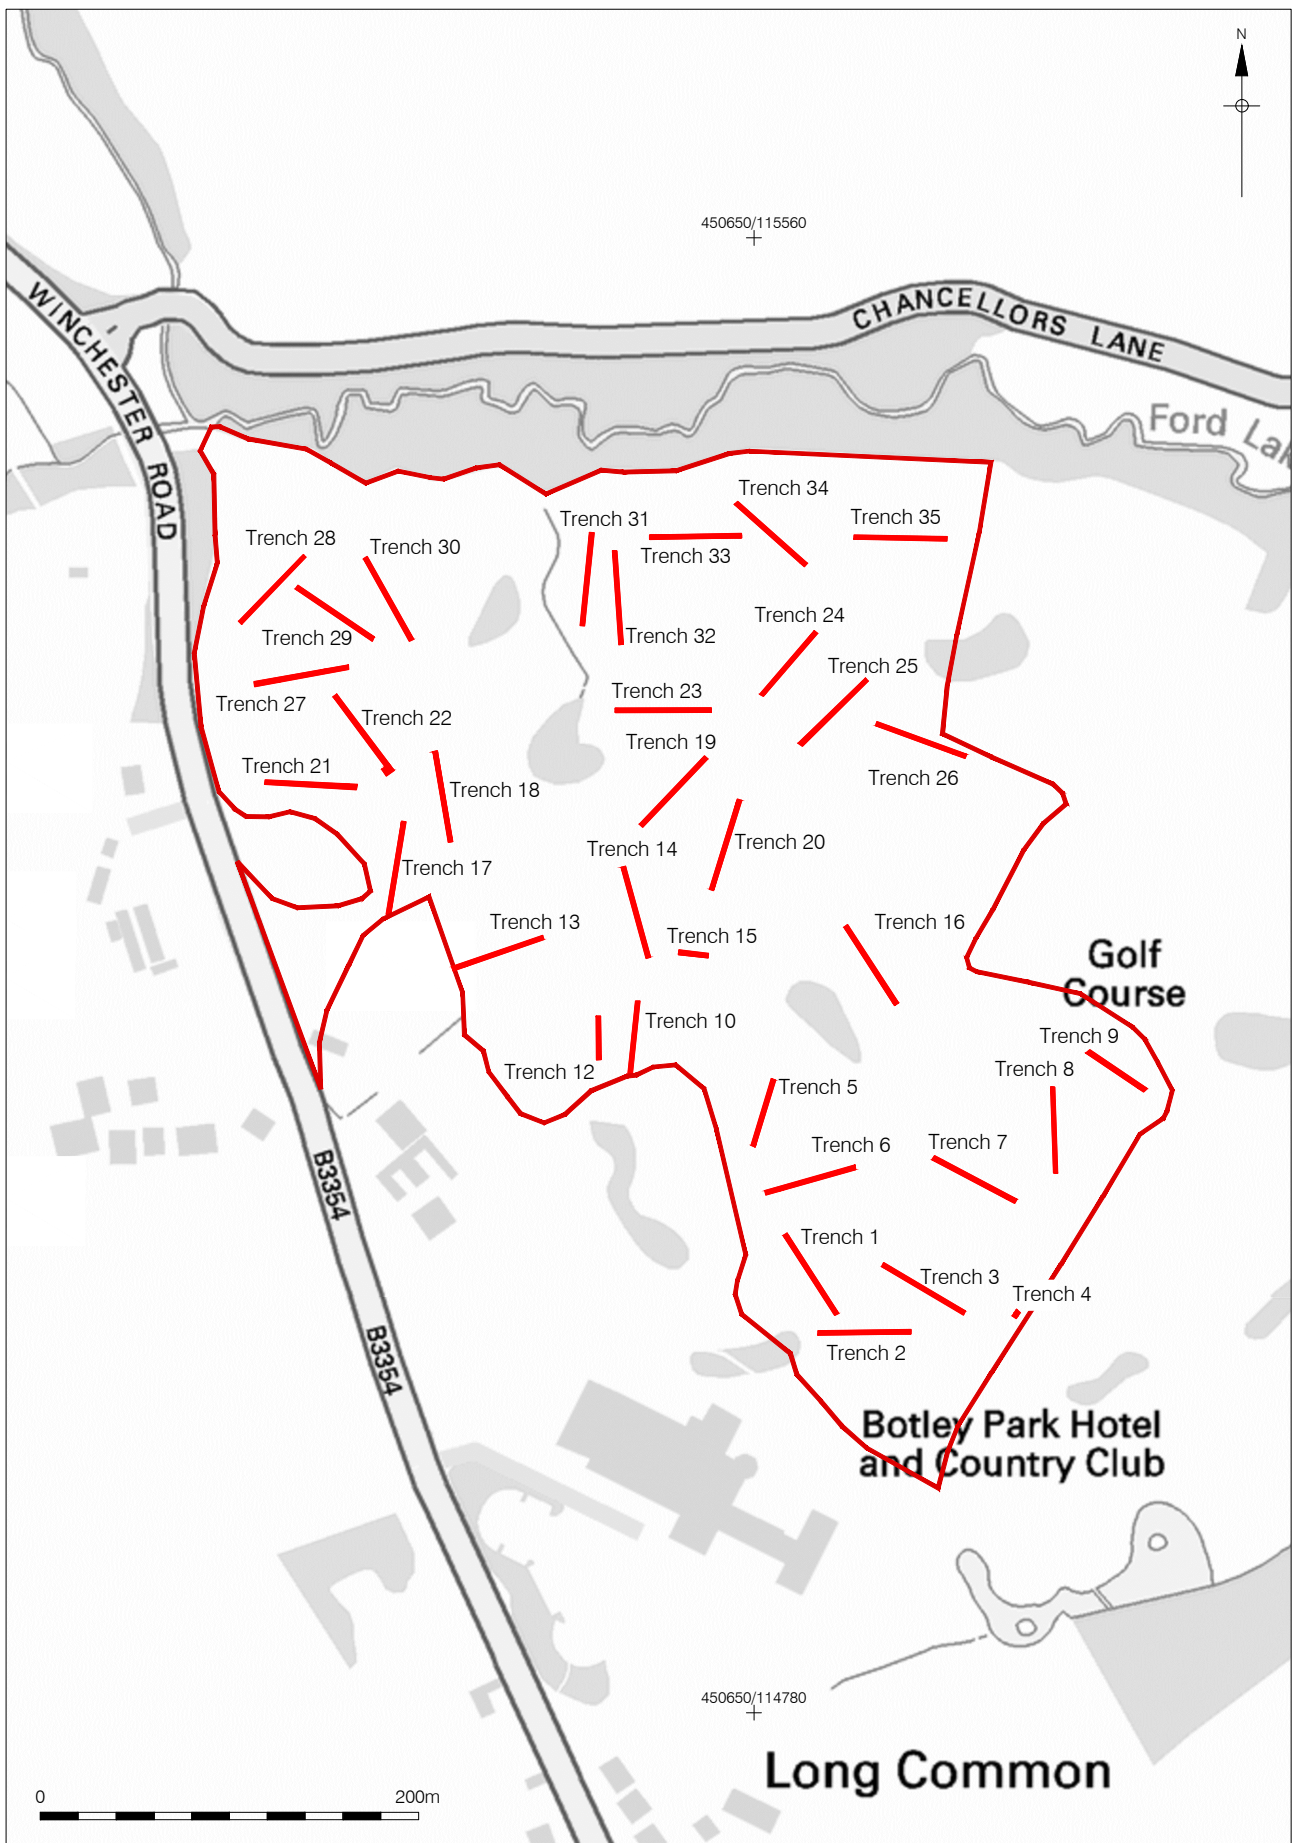 N
450650/115560
WINCHESTER ROAD
CHANCELLORS LANE
Ford Lak
Trench 34
Trench 31
Trench 35
Trench 28
Trench 30
Trench 33
Trench 24
Trench 29
Trench 32
Trench 25
Trench 23
Trench 27
Trench 22
Trench 19
Trench 21
Trench 26
Trench 18
Trench 14
Trench 20
Trench 17
Trench 13
Trench 16
Trench 15
Golf
Course
Trench 10
Trench 9
Trench 12
Trench 8
Trench 5
Trench 6
Trench 7
B3354
Trench 1
Trench 3
Trench 4
Trench 2
B3354
Botley Park Hotel
and Country Club
450650/114780
Long Common
0 200m